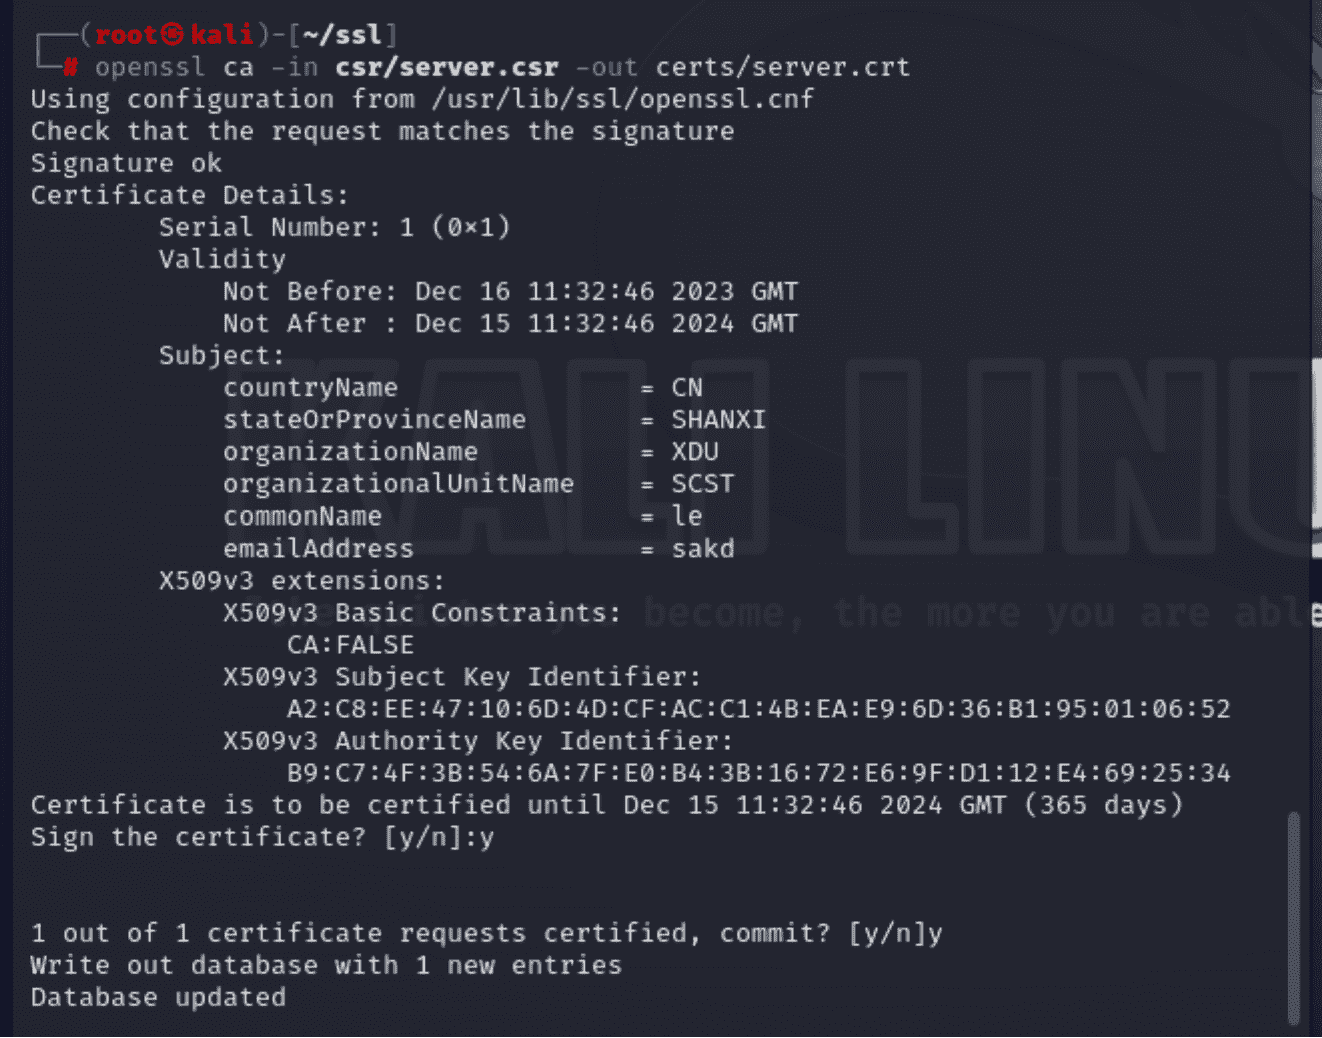 ┌──(root㉿kali)-[~/ssl]
└─# openssl ca -in csr/server.csr -out certs/server.crt
Using configuration from /usr/lib/ssl/openssl.cnf
Check that the request matches the signature
Signature ok
Certificate Details:
        Serial Number: 1 (0×1)
        Validity
            Not Before: Dec 16 11:32:46 2023 GMT
            Not After : Dec 15 11:32:46 2024 GMT
        Subject:
            countryName               = CN
            stateOrProvinceName       = SHANXI
            organizationName          = XDU
            organizationalUnitName    = SCST
            commonName                = le
            emailAddress              = sakd
        X509v3 extensions:
            X509v3 Basic Constraints:
                CA:FALSE
            X509v3 Subject Key Identifier:
                A2:C8:EE:47:10:6D:4D:CF:AC:C1:4B:EA:E9:6D:36:B1:95:01:06:52
            X509v3 Authority Key Identifier:
                B9:C7:4F:3B:54:6A:7F:E0:B4:3B:16:72:E6:9F:D1:12:E4:69:25:34
Certificate is to be certified until Dec 15 11:32:46 2024 GMT (365 days)
Sign the certificate? [y/n]:y
1 out of 1 certificate requests certified, commit? [y/n]y
Write out database with 1 new entries
Database updated
KALI LINU
become, the more you are able